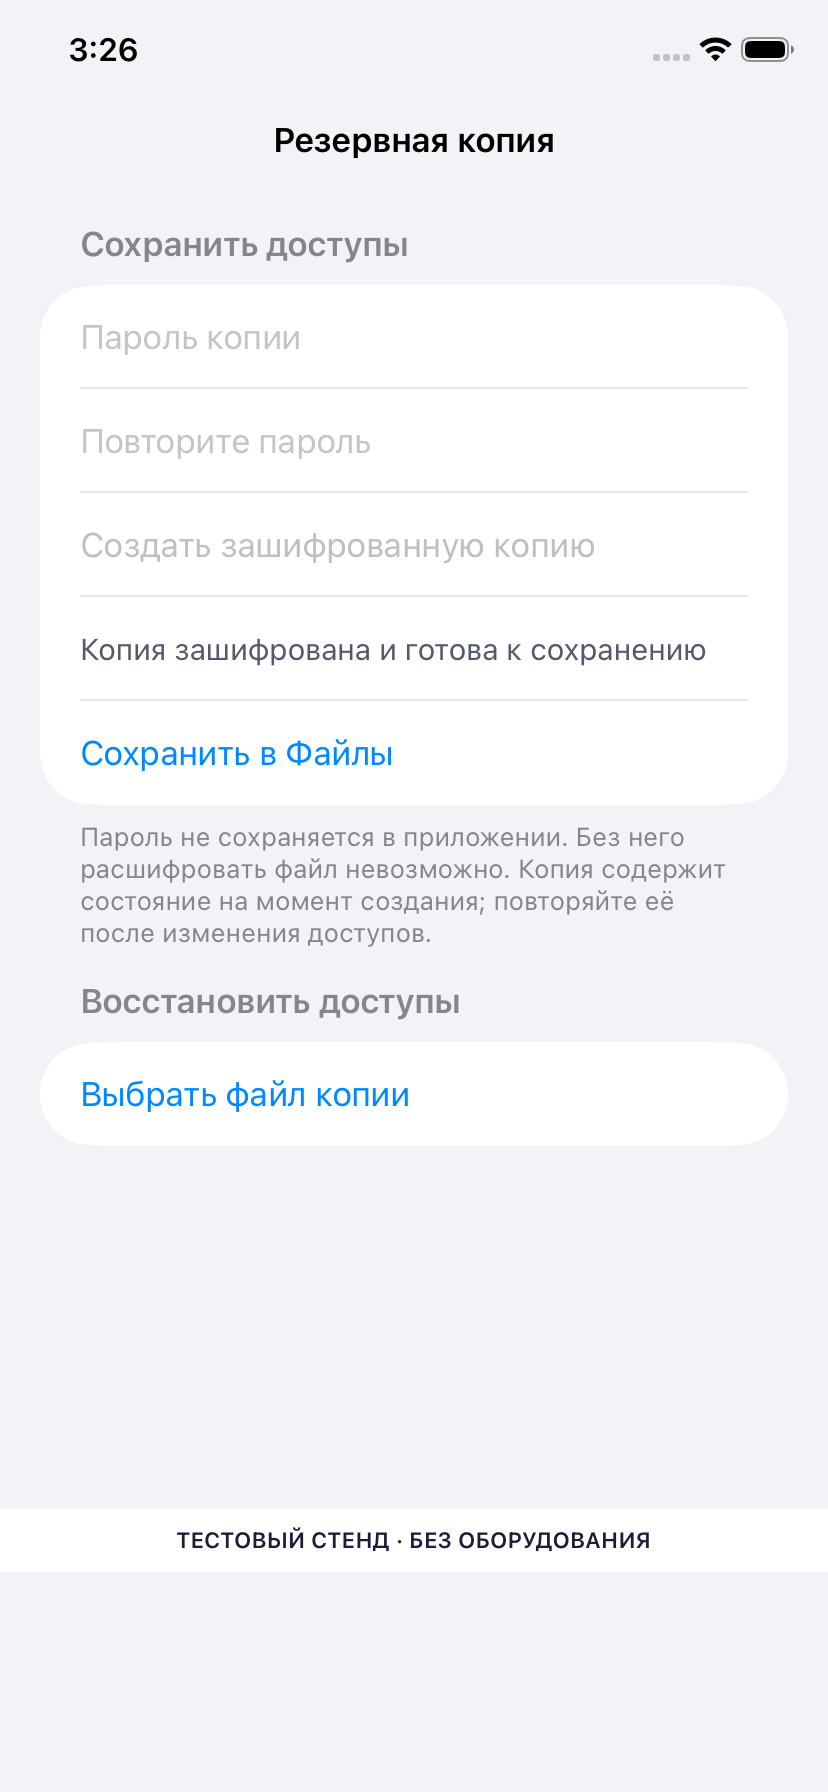 3:26
Резервная копия
Сохранить доступы
Пароль копии
Повторите пароль
Создать зашифрованную копию
Копия зашифрована и готова к сохранению
Сохранить в Файлы
Пароль не сохраняется в приложении. Без него
расшифровать файл невозможно. Копия содержит
состояние на момент создания; повторяйте её
после изменения доступов.
Восстановить доступы
Выбрать файл копии
ТЕСТОВЫЙ СТЕНД · БЕЗ ОБОРУДОВАНИЯ